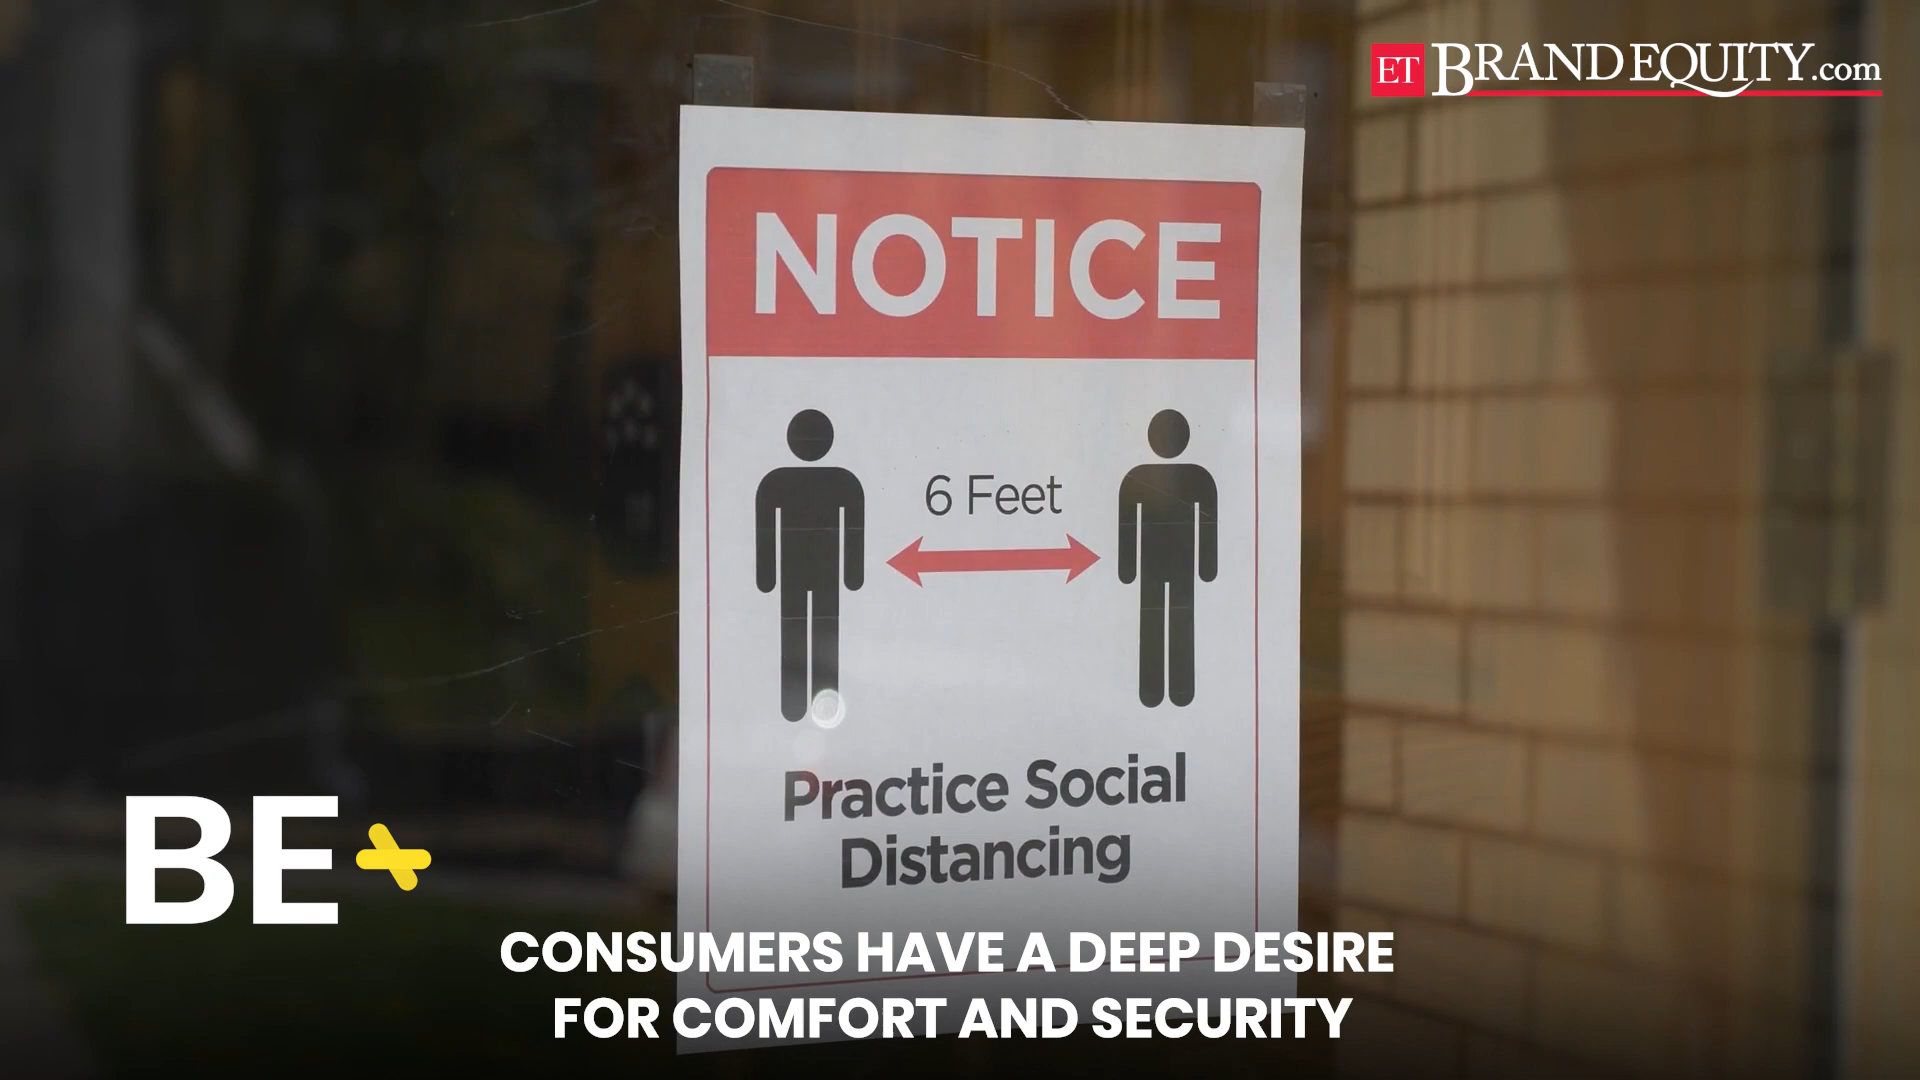 ET BRANDEQUITY.com
NOTICE
6 Feet
Practice Social
Distancing
BE+
CONSUMERS HAVE A DEEP DESIRE
FOR COMFORT AND SECURITY